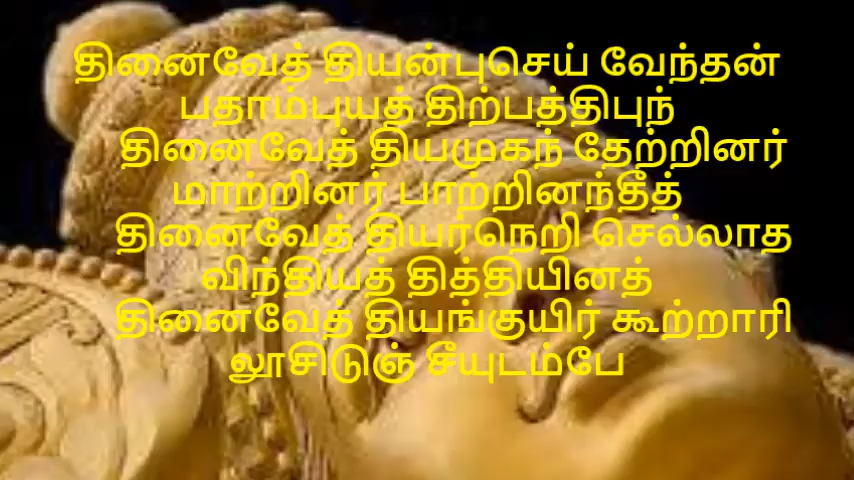 தினைவேத் தியன்புசெய் வேந்தன்
பதாம்புயத் திற்பத்திபுந்
தினைவேத் தியமுகந் தேற்றினர்
மாற்றினர் பாற்றினந்தீத்
தினைவேத் தியர்நெறி செல்லாத
விந்தியத் தித்தியினத்
தினைவேத் தியங்குயிர் கூற்றாரி
லூசிடுஞ் சீயுடம்பே